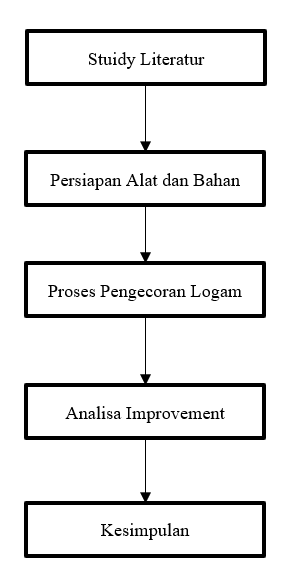 Stuidy Literatur
Persiapan Alat dan Bahan
Proses Pengecoran Logam
Analisa Improvement
Kesimpulan